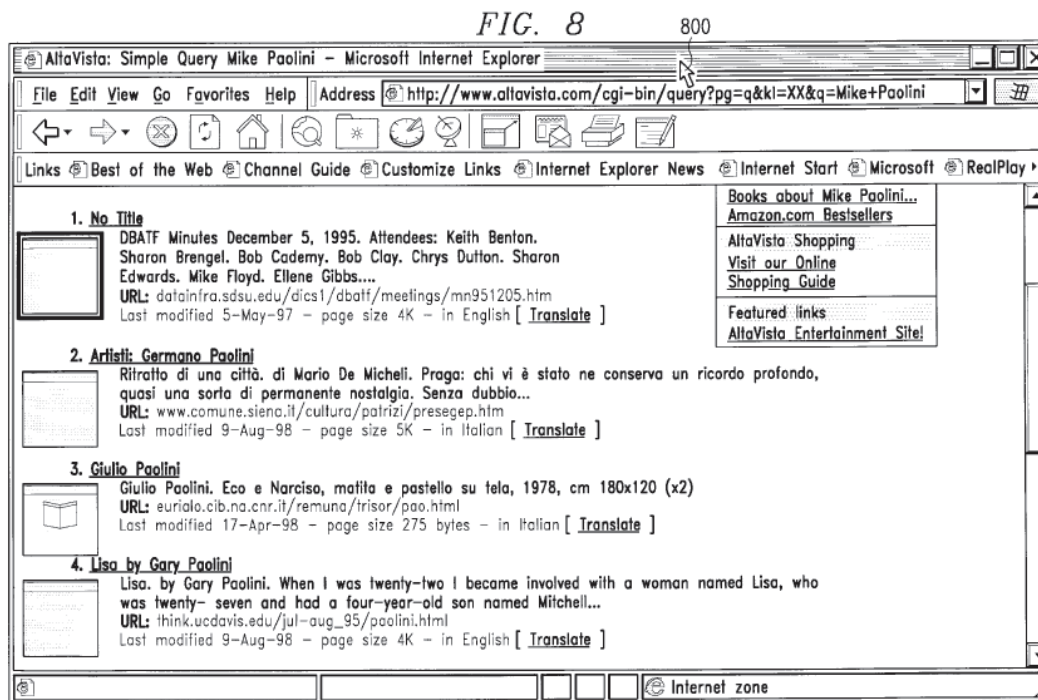 FIG. 8
800
AltaVista: Simple Query Mike Paolini – Microsoft Internet Explorer
File Edit View Go Favorites Help Address http://www.altavista.com/cgi-bin/query?pg=q&kl=XX&q=Mike+Paolini
Links Best of the Web Channel Guide Customize Links Internet Explorer News Internet Start Microsoft RealPlay
Books about Mike Paolini...
Amazon.com Bestsellers
AltaVista Shopping
Visit our Online
Shopping Guide
Featured links
AltaVista Entertainment Site!
1. No Title
DBATF Minutes December 5, 1995. Attendees: Keith Benton.
Sharon Brengel. Bob Cademy. Bob Clay. Chrys Dutton. Sharon
Edwards. Mike Floyd. Ellene Gibbs....
URL: datainfra.sdsu.edu/dics1/dbatf/meetings/mn951205.htm
Last modified 5-May-97 – page size 4K – in English [ Translate ]
2. Artisti: Germano Paolini
Ritratto di una città. di Mario De Micheli. Praga: chi vi è stato ne conserva un ricordo profondo,
quasi una sorta di permanente nostalgia. Senza dubbio...
URL: www.comune.siena.it/cultura/patrizi/presegep.htm
Last modified 9-Aug-98 – page size 5K – in Italian [ Translate ]
3. Giulio Paolini
Giulio Paolini. Eco e Narciso, matita e pastello su tela, 1978, cm 180x120 (x2)
URL: eurialo.cib.na.cnr.it/remuna/trisor/pao.html
Last modified 17-Apr-98 – page size 275 bytes – in Italian [ Translate ]
4. Lisa by Gary Paolini
Lisa. by Gary Paolini. When I was twenty-two I became involved with a woman named Lisa, who
was twenty- seven and had a four-year-old son named Mitchell...
URL: think.ucdavis.edu/jul-aug_95/paolini.html
Last modified 9-Aug-98 – page size 4K – in English [ Translate ]
Internet zone